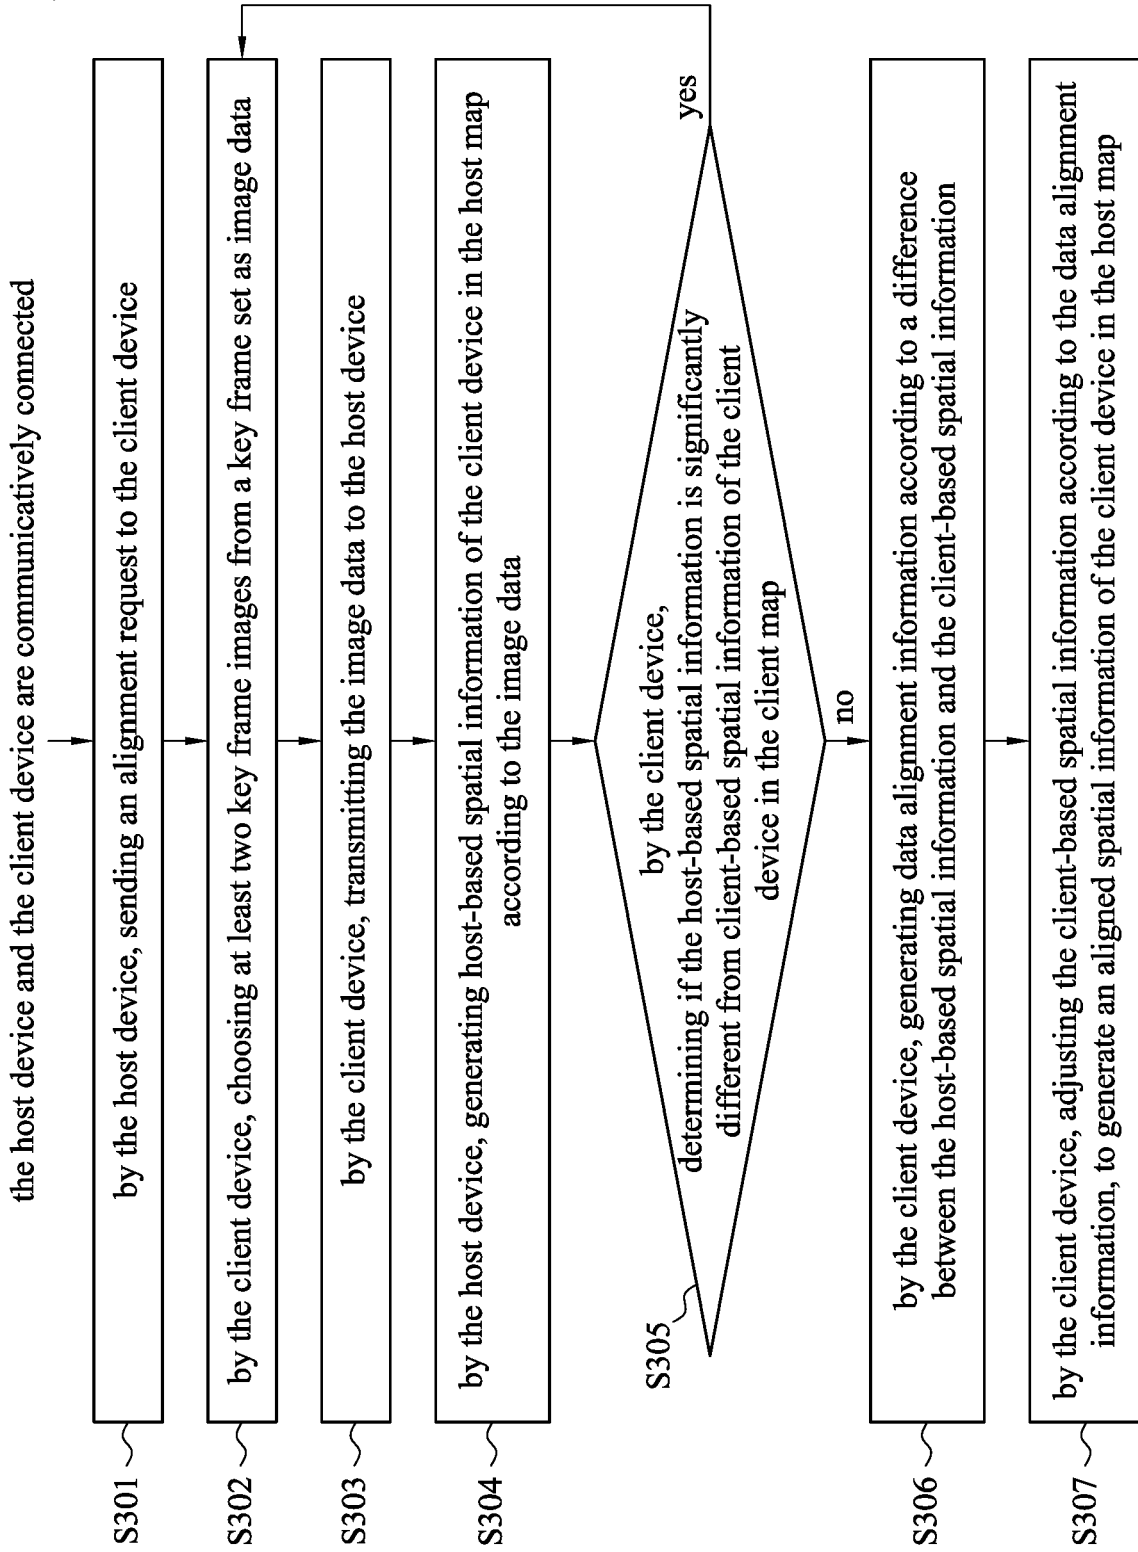 the host device and the client device are communicatively connected
S301
by the host device, sending an alignment request to the client device
S302
by the client device, choosing at least two key frame images from a key frame set as image data
S303
by the client device, transmitting the image data to the host device
S304
by the host device, generating host-based spatial information of the client device in the host map
according to the image data
S305
by the client device,
determining if the host-based spatial information is significantly
different from client-based spatial information of the client
device in the client map
yes
no
S306
by the client device, generating data alignment information according to a difference
between the host-based spatial information and the client-based spatial information
S307
by the client device, adjusting the client-based spatial information according to the data alignment
information, to generate an aligned spatial information of the client device in the host map